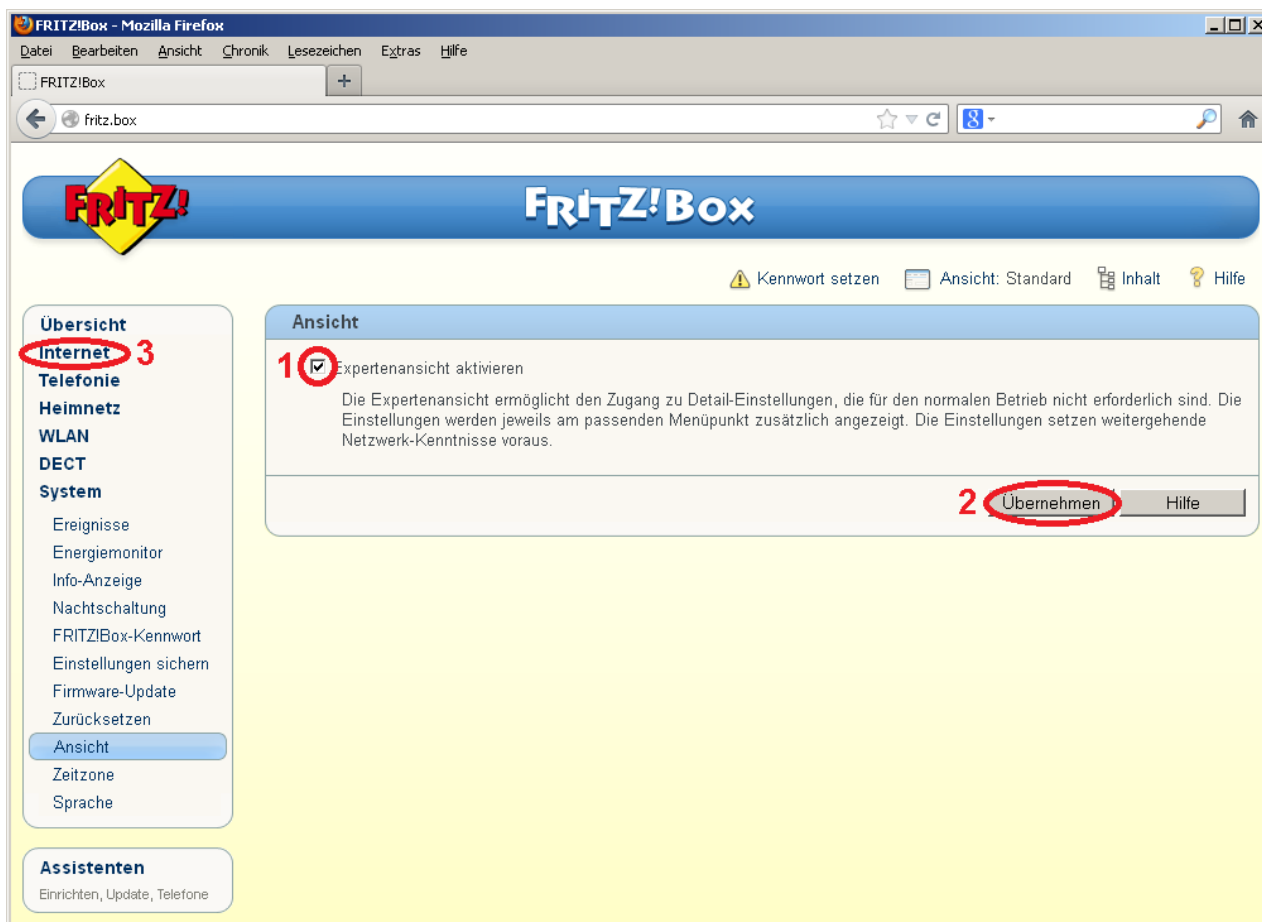 FRITZ!Box - Mozilla Firefox
Datei Bearbeiten Ansicht Chronik Lesezeichen Extras Hilfe
FRITZ!Box
+
fritz.box
8
FRITZ!
FRITZ!Box
Kennwort setzen Ansicht: Standard Inhalt ? Hilfe
Übersicht
Internet 3
Telefonie
Heimnetz
WLAN
DECT
System
Ereignisse
Energiemonitor
Info-Anzeige
Nachtschaltung
FRITZ!Box-Kennwort
Einstellungen sichern
Firmware-Update
Zurücksetzen
Ansicht
Zeitzone
Sprache
Assistenten
Einrichten, Update, Telefone
Ansicht
1 Expertenansicht aktivieren
Die Expertenansicht ermöglicht den Zugang zu Detail-Einstellungen, die für den normalen Betrieb nicht erforderlich sind. Die
Einstellungen werden jeweils am passenden Menüpunkt zusätzlich angezeigt. Die Einstellungen setzen weitergehende
Netzwerk-Kenntnisse voraus.
2 Übernehmen Hilfe